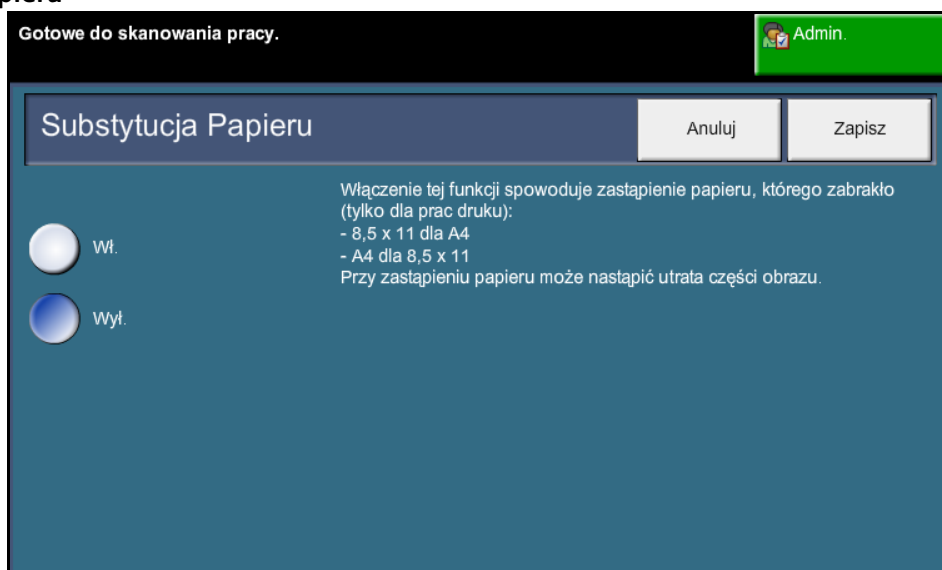 Gotowe do skanowania pracy.
Admin.
Substytucja Papieru
Anuluj
Zapisz
Włączenie tej funkcji spowoduje zastąpienie papieru, którego zabrakło
(tylko dla prac druku):
- 8,5 x 11 dla A4
- A4 dla 8,5 x 11
Przy zastąpieniu papieru może nastąpić utrata części obrazu.
Wł.
Wył.